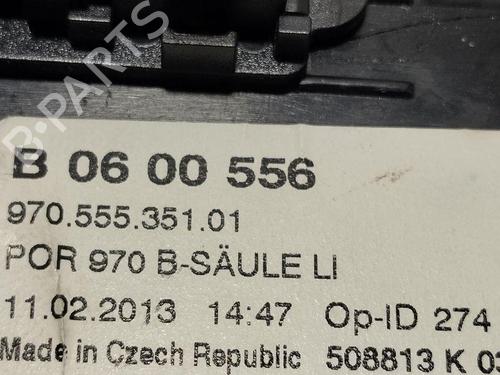 B-PARTS
B 06 00 556
970.555.351.01
POR 970 B-SÄULE LI
11.02.2013 14:47 Op-ID 274
Made in Czech Republic 508813 K